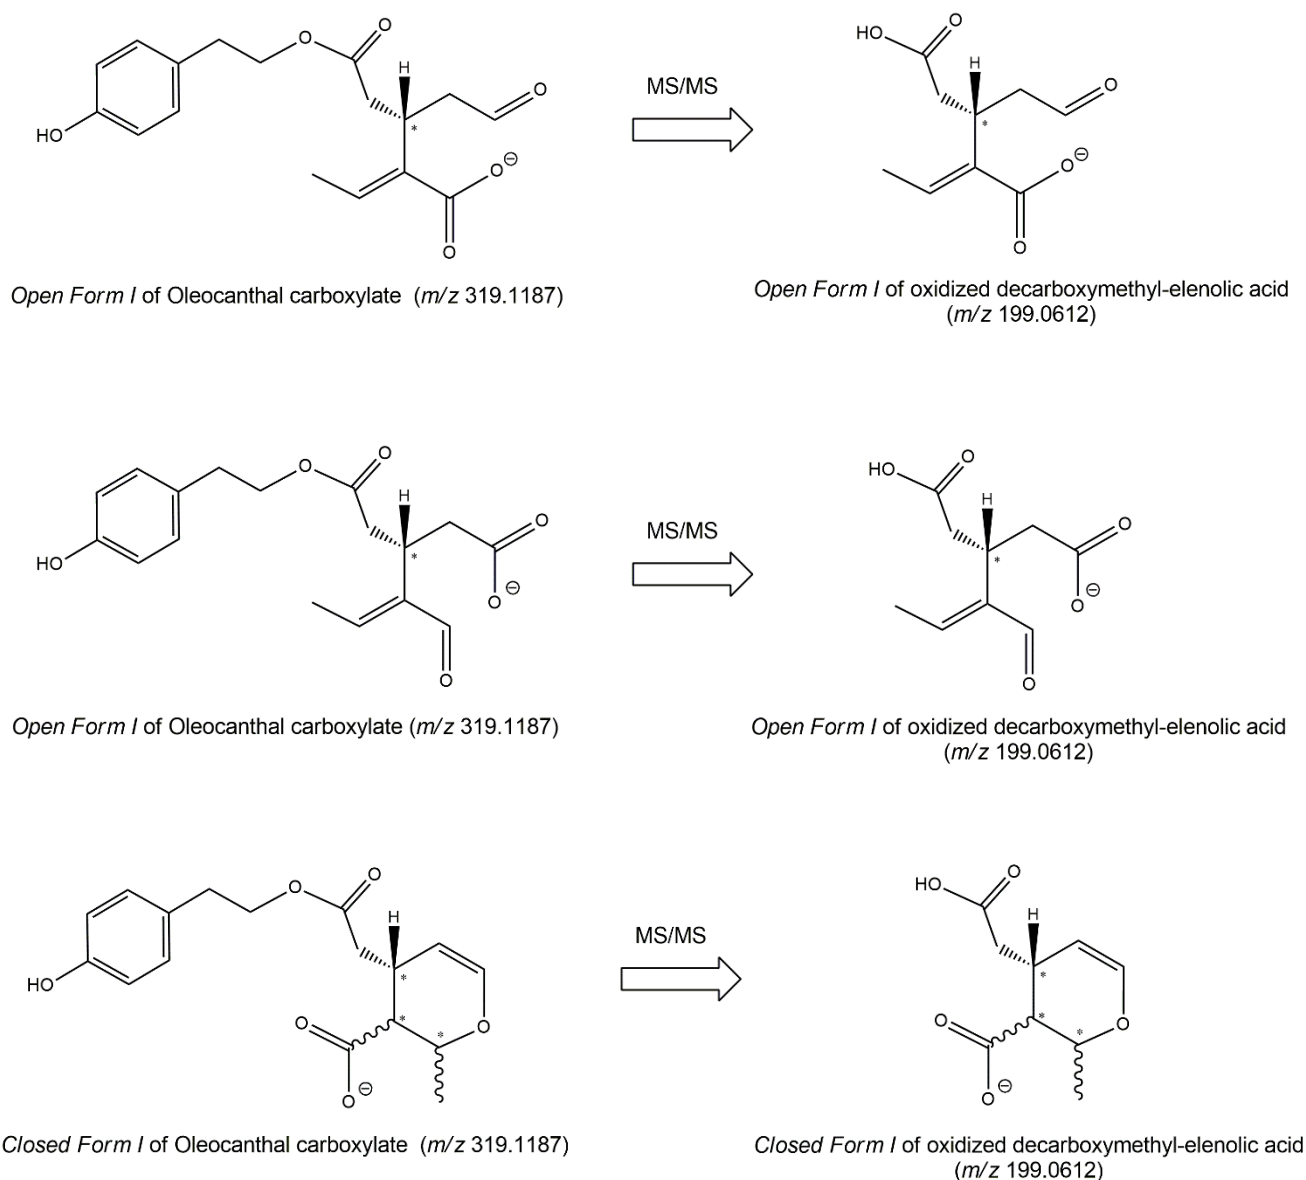 O
O
HO
O
H
H
O
MS/MS
O
HO
*
*
O⊖
O⊖
O
O
Open Form I of Oleocanthal carboxylate (m/z 319.1187)
Open Form I of oxidized decarboxymethyl-elenolic acid
(m/z 199.0612)
O
O
HO
O
H
H
O
MS/MS
O
HO
*
*
O⊖
O⊖
O
O
Open Form I of Oleocanthal carboxylate (m/z 319.1187)
Open Form I of oxidized decarboxymethyl-elenolic acid
(m/z 199.0612)
O
O
HO
O
H
H
MS/MS
HO
*
*
O
*
*
O
O
*
*
O
O⊖
O⊖
Closed Form I of Oleocanthal carboxylate (m/z 319.1187)
Closed Form I of oxidized decarboxymethyl-elenolic acid
(m/z 199.0612)